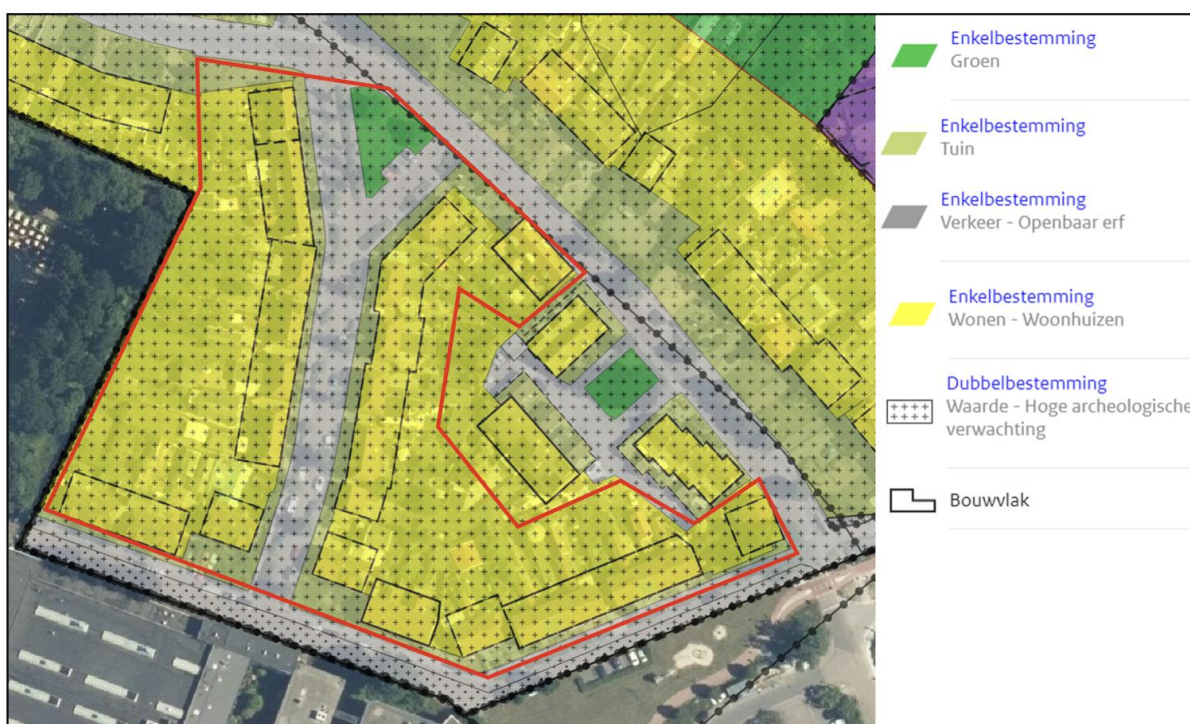 Enkelbestemming
Groen
Enkelbestemming
Tuin
Enkelbestemming
Verkeer - Openbaar erf
Enkelbestemming
Wonen - Woonhuizen
Dubbelbestemming
Waarde - Hoge archeologische
verwachting
Bouwvlak